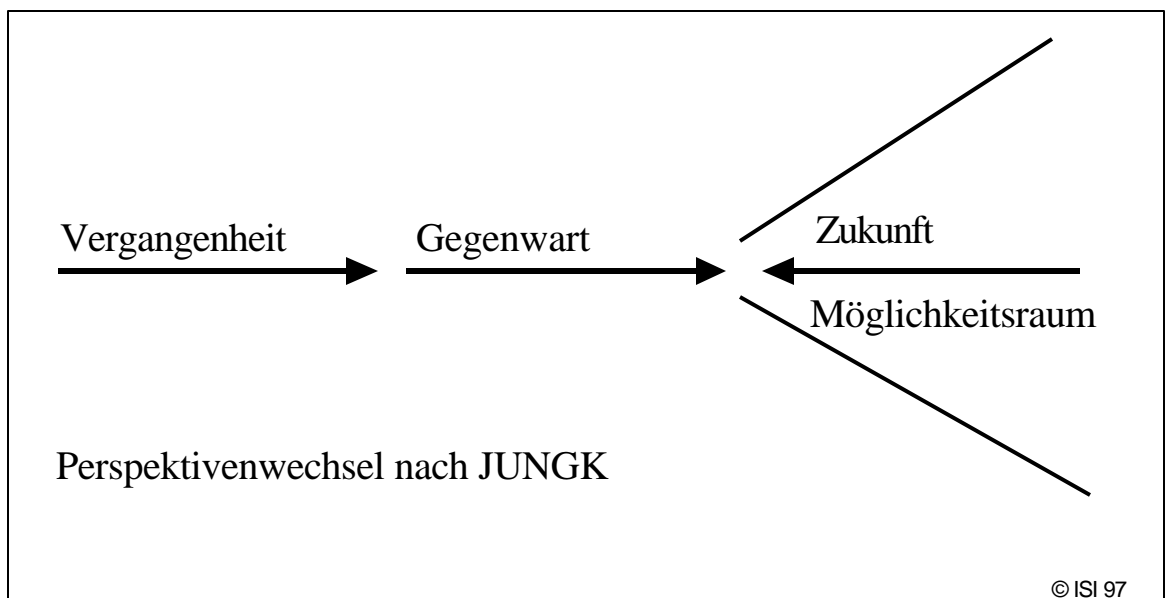 Vergangenheit
Gegenwart
Zukunft
Möglichkeitsraum
Perspektivenwechsel nach JUNGK
© ISI 97